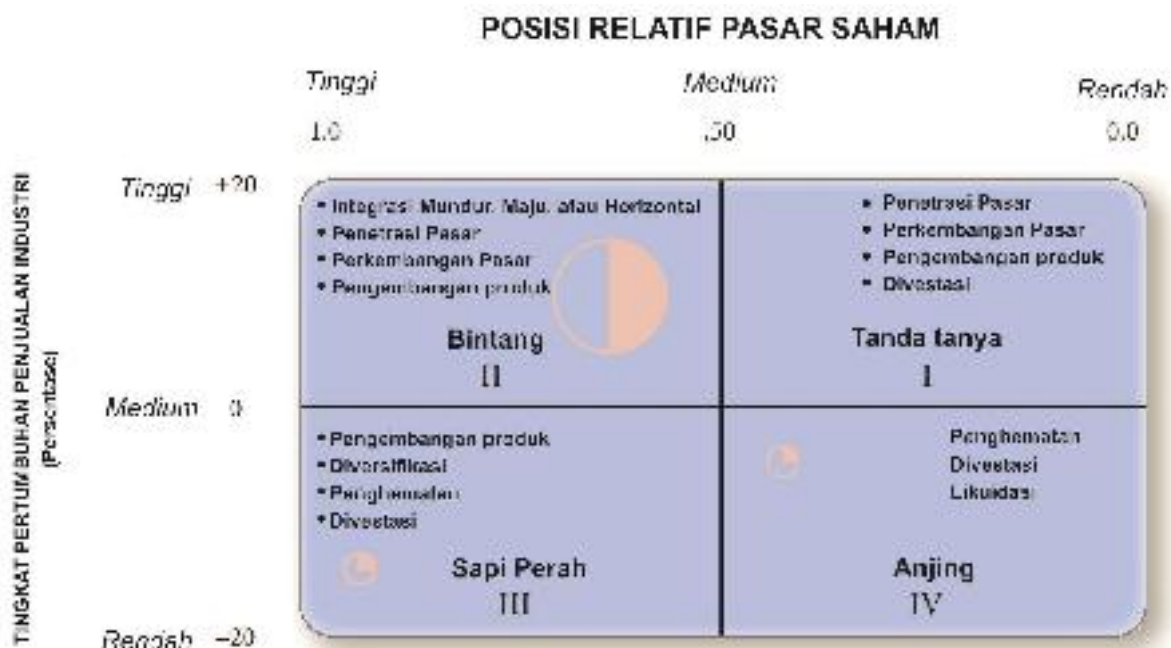 POSISI RELATIF PASAR SAHAM
Tinggi
Medium
Rendah
1.0
.50
0.0
TINGKAT PERTUMBUHAN PENJUALAN INDUSTRI
(Persentase)
Tinggi +20
• Integrasi Mundur, Maju, atau Horizontal
• Penetrasi Pasar
• Perkembangan Pasar
• Pengembangan produk
Bintang
II
• Penetrasi Pasar
• Perkembangan Pasar
• Pengembangan produk
• Divestasi
Tanda tanya
I
Medium 0
• Pengembangan produk
• Diversifikasi
• Penghematan
• Divestasi
Sapi Perah
III
Penghematan
Divestasi
Likuidasi
Anjing
IV
Rendah –20